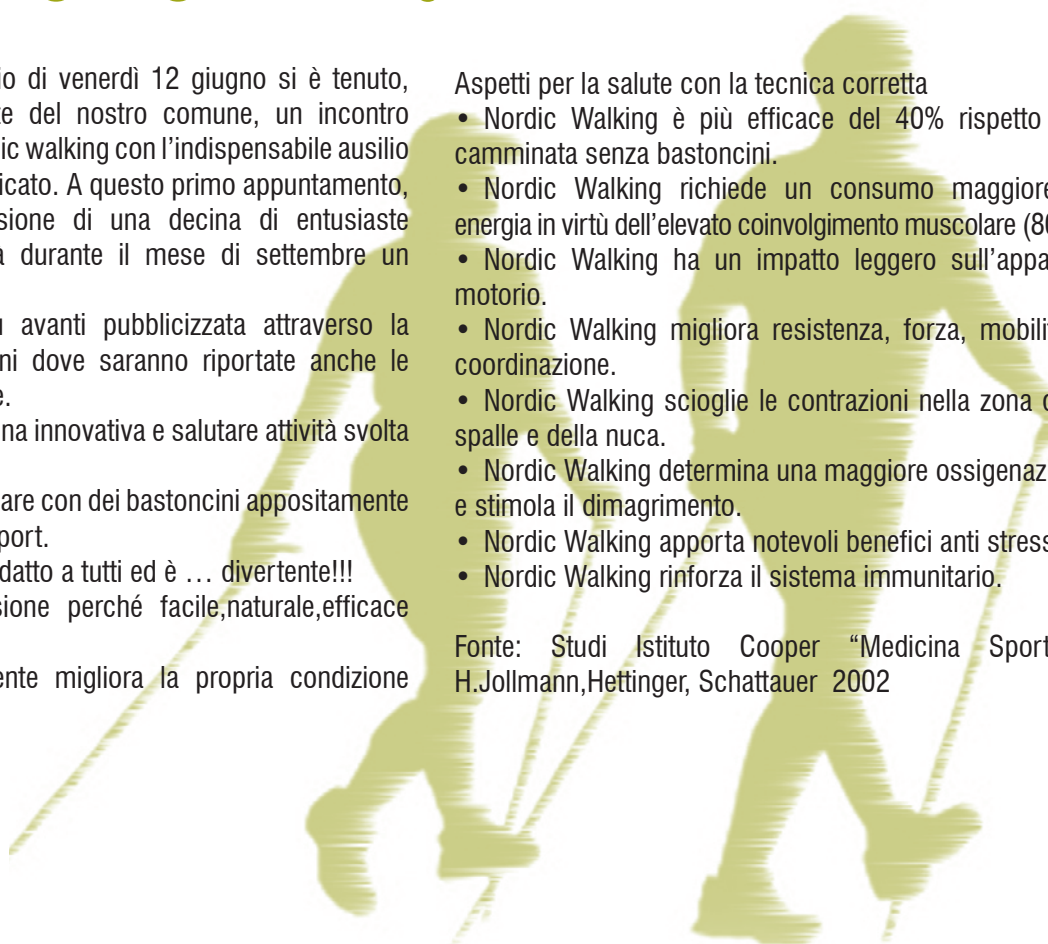 io di venerdì 12 giugno si è tenuto,
te del nostro comune, un incontro
ic walking con l’indispensabile ausilio
icato. A questo primo appuntamento,
sione di una decina di entusiaste
a durante il mese di settembre un
avanti pubblicizzata attraverso la
ni dove saranno riportate anche le
e.
na innovativa e salutare attività svolta
are con dei bastoncini appositamente
port.
datto a tutti ed è … divertente!!!
sione perché facile,naturale,efficace
ente migliora la propria condizione
Aspetti per la salute con la tecnica corretta
• Nordic Walking è più efficace del 40% rispetto
camminata senza bastoncini.
• Nordic Walking richiede un consumo maggiore
energia in virtù dell’elevato coinvolgimento muscolare (8
• Nordic Walking ha un impatto leggero sull’appa
motorio.
• Nordic Walking migliora resistenza, forza, mobili
coordinazione.
• Nordic Walking scioglie le contrazioni nella zona
spalle e della nuca.
• Nordic Walking determina una maggiore ossigenaz
e stimola il dimagrimento.
• Nordic Walking apporta notevoli benefici anti stress
• Nordic Walking rinforza il sistema immunitario.
Fonte: Studi Istituto Cooper “Medicina Sport
H.Jollmann,Hettinger, Schattauer 2002